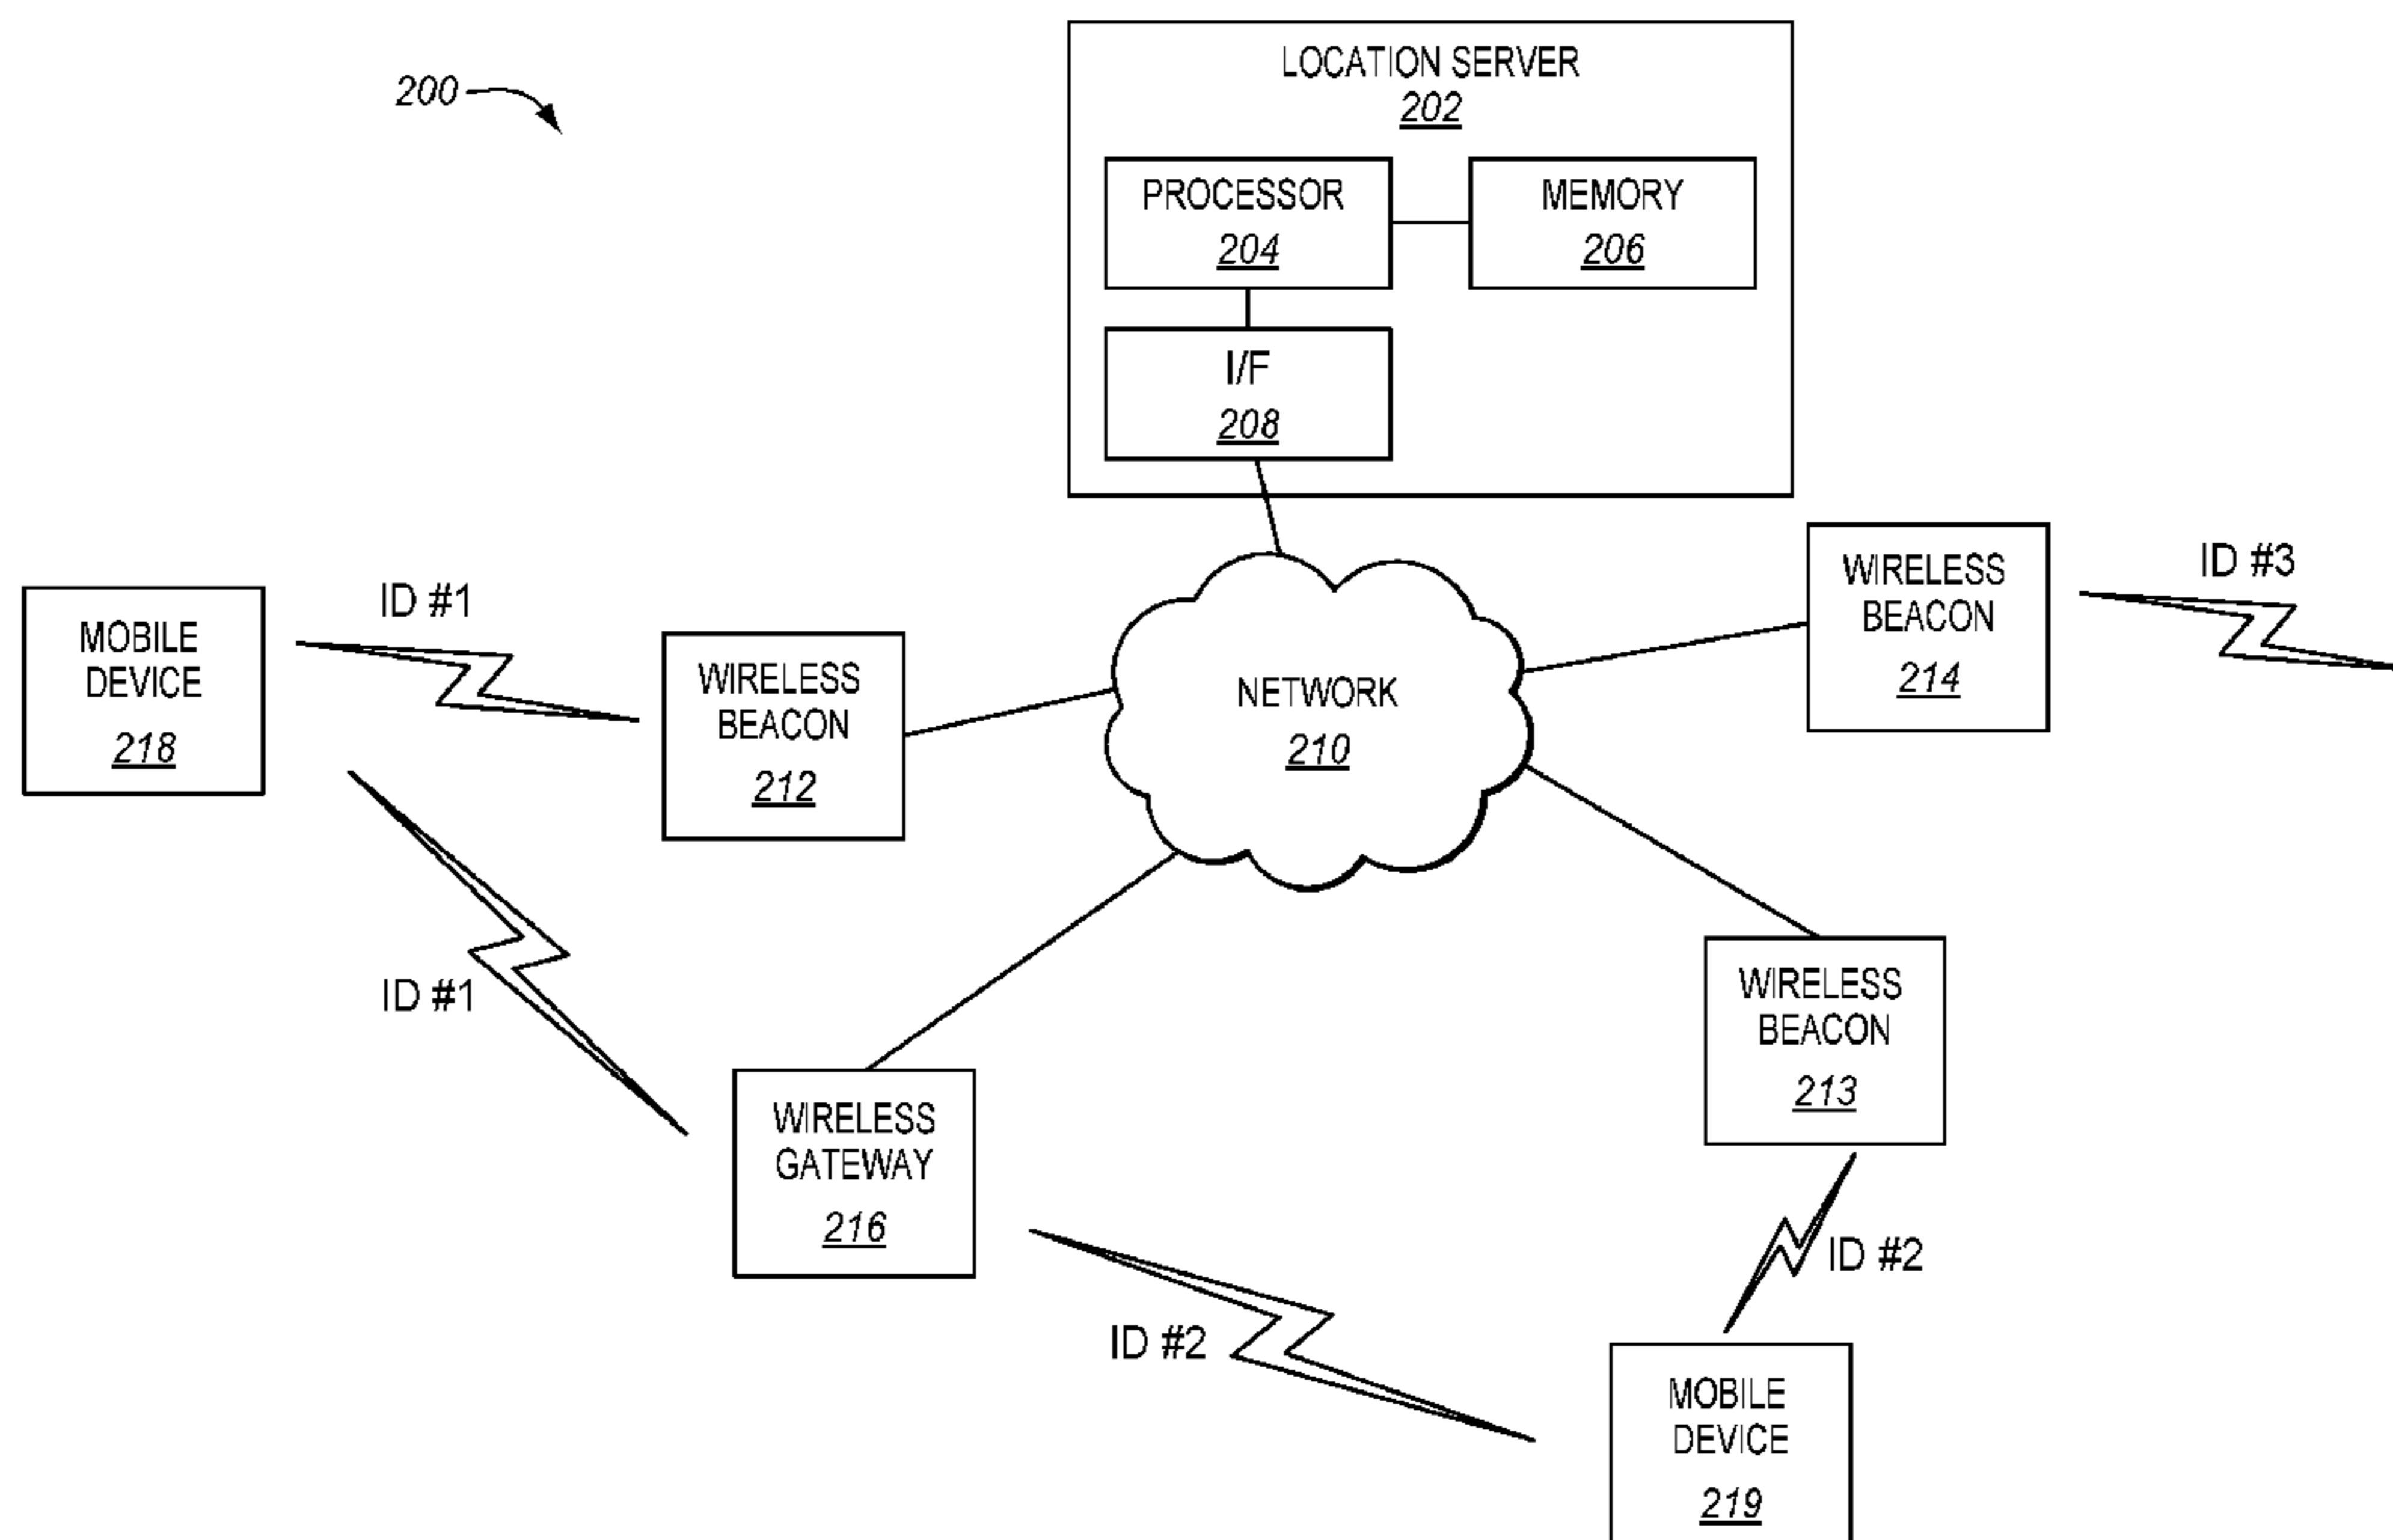 200
LOCATION SERVER
202
PROCESSOR
204
MEMORY
206
I/F
208
ID #3
WIRELESS
BEACON
214
ID #1
MOBILE
DEVICE
218
WIRELESS
BEACON
212
NETWORK
210
ID #1
WIRELESS
BEACON
213
WIRELESS
GATEWAY
216
ID #2
ID #2
MOBILE
DEVICE
219